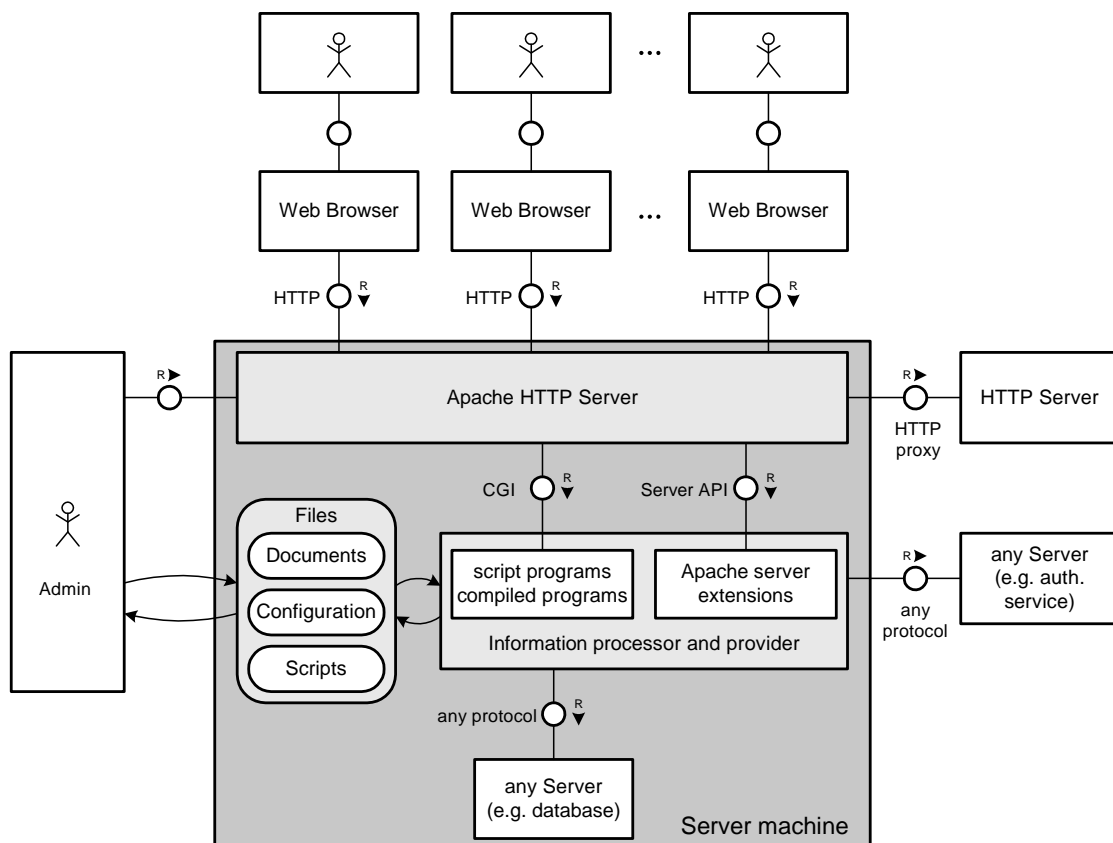 ...
Web Browser
Web Browser
...
Web Browser
HTTP
R
HTTP
R
HTTP
R
R
Apache HTTP Server
R
HTTP Server
HTTP
proxy
CGI
R
Server API
R
Files
Documents
Configuration
Scripts
Admin
script programs
compiled programs
Apache server
extensions
Information processor and provider
R
any Server
(e.g. auth.
service)
any
protocol
any protocol
R
any Server
(e.g. database)
Server machine